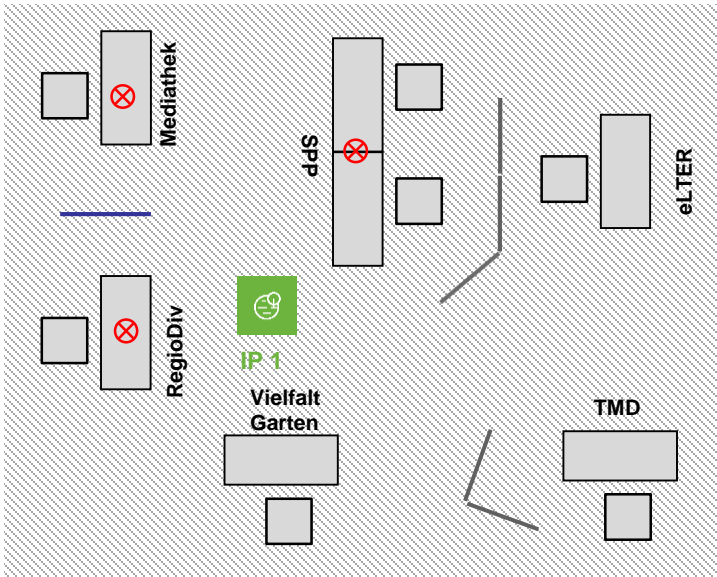 Mediathek
SPP
eLTER
RegioDiv
IP 1
Vielfalt
Garten
TMD